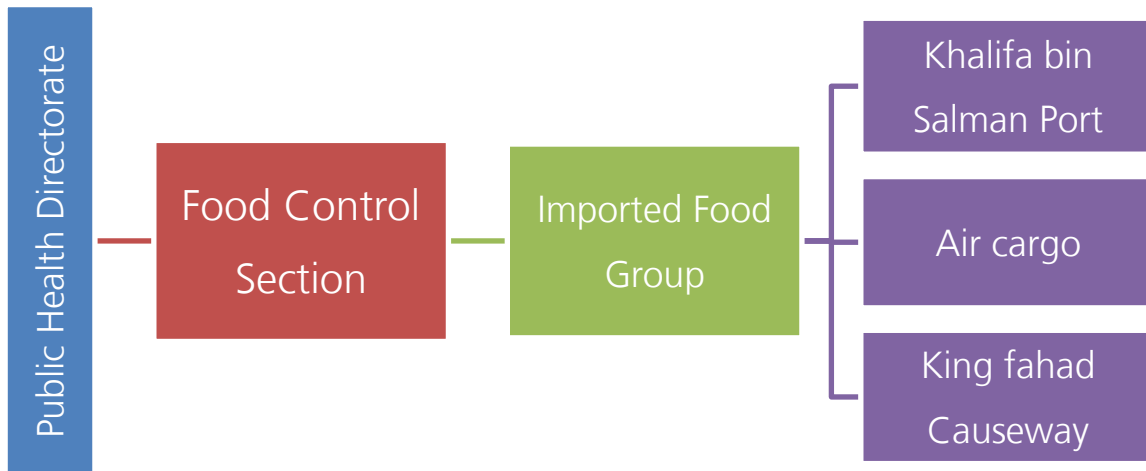 Public Health Directorate
Food Control
Section
Imported Food
Group
Khalifa bin
Salman Port
Air cargo
King fahad
Causeway